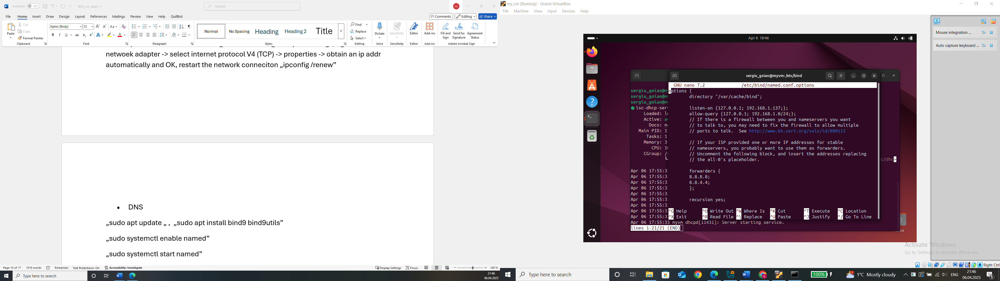 AutoSave Off NSA_vm_steps Search SG
File Home Insert Draw Design Layout References Mailings Review View Help QuillBot Comments Editing Share
Paste Cut Copy Format Painter Clipboard
Aptos (Body) 12 Font
Paragraph
Normal No Spacing Heading Heading 2 Title Styles
Find Replace Select Editing
Dictate Voice
Sensitivity Sensitivity
Editor Editor
Add-ins Add-ins
Fill and Sign Send for Signature Agreement Status Adobe Acrobat Sign
netwoek adapter -> select internet protocol V4 (TCP) -> properties -> obtain an ip addr
automatically and OK, restart the network conneciton „ipconfig /renew”
• DNS
„sudo apt update „ , „sudo apt install bind9 bind9utils”
„sudo systemctl enable named”
„sudo systemctl start named”
Page 10 of 17 1918 words Romanian Text Predictions: On Accessibility: Investigate Display Settings Focus 180 %
Type here to search 21:46
06.04.2025
my_vm [Running] - Oracle VirtualBox
File Machine View Input Devices Help
Mouse integration ...
Auto capture keyboard ...
Apr 6 18:46
sergiu_goian@myvm: /etc/bind
GNU nano 7.2 /etc/bind/named.conf.options
options {
directory "/var/cache/bind";
listen-on {127.0.0.1; 192.168.1.137;};
allow-query {127.0.0.1; 192.168.1.0/24;};
// If there is a firewall between you and nameservers you want
// to talk to, you may need to fix the firewall to allow multiple
// ports to talk.  See http://www.kb.cert.org/vuls/id/800113
// If your ISP provided one or more IP addresses for stable
// nameservers, you probably want to use them as forwarders.
// Uncomment the following block, and insert the addresses replacing
// the all-0's placeholder.
forwarders {
8.8.8.8;
8.8.4.4;
};
recursion yes;
^G Help ^O Write Out ^W Where Is ^K Cut ^T Execute ^C Location
^X Exit ^R Read File ^\ Replace ^U Paste ^J Justify ^/ Go To Line
sergiu_goian@my
sergiu_goian@my
sergiu_goian@my
isc-dhcp-serv
Loaded: lo
Active: a
Docs: ma
Main PID: 11
Tasks: 1
Memory: 3
CPU: 10
CGroup: /s
c/dhc>
Apr 06 17:55:33
Apr 06 17:55:33
Apr 06 17:55:33
Apr 06 17:55:33
Apr 06 17:55:33
Apr 06 17:55:33
Apr 06 17:55:33
Apr 06 17:55:33
Apr 06 17:55:33
Apr 06 17:55:33 myvm dhcpd[11431]: Server starting service.
lines 1-21/21 (END)
Home
Activate Windows
Go to Settings to activate Windows.
Right Ctrl
Type here to search 100% 1°C Mostly cloudy ENG 21:46
06.04.2025 5